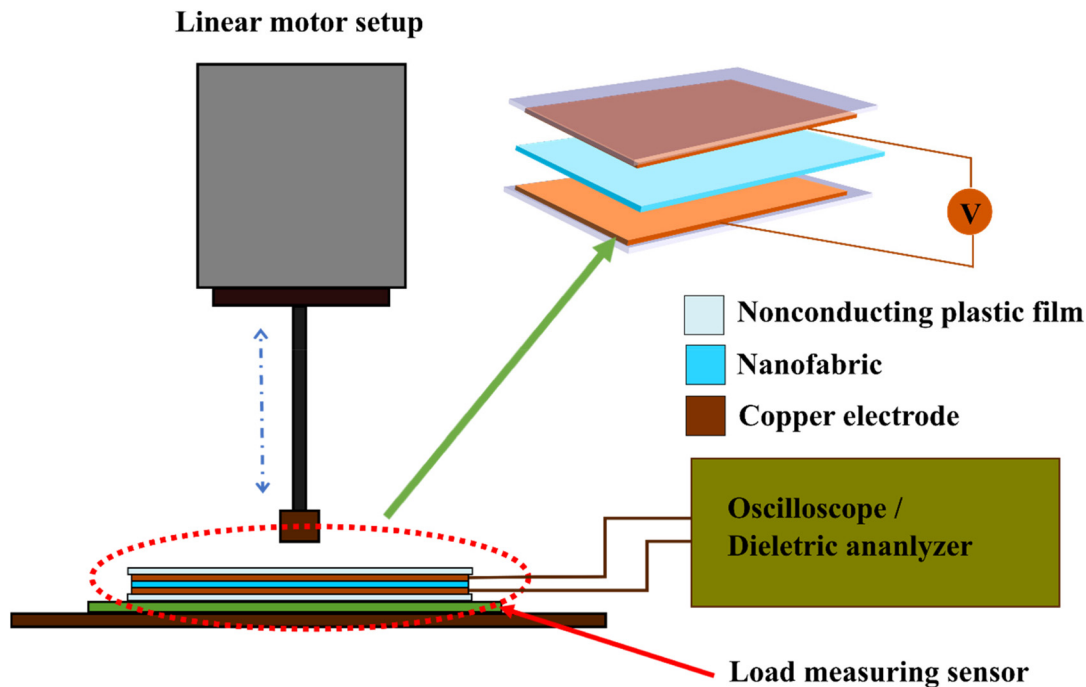 Linear motor setup
V
Nonconducting plastic film
Nanofabric
Copper electrode
Oscilloscope /
Dieletric ananlyzer
Load measuring sensor